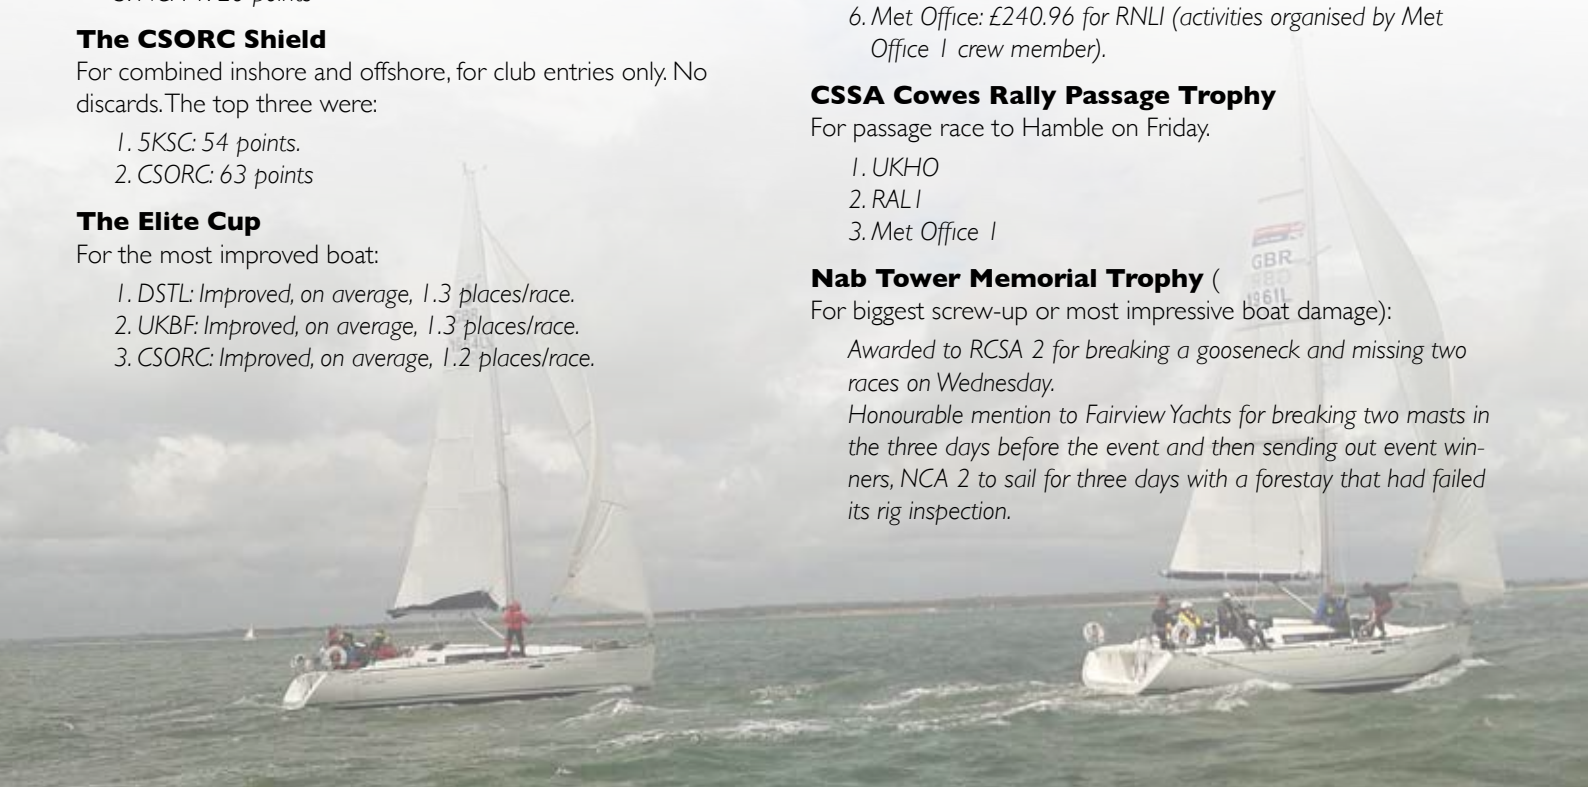 The CSORC Shield
For combined inshore and offshore, for club entries only. No
discards. The top three were:
1. 5KSC: 54 points.
2. CSORC: 63 points
The Elite Cup
For the most improved boat:
1. DSTL: Improved, on average, 1.3 places/race.
2. UKBF: Improved, on average, 1.3 places/race.
3. CSORC: Improved, on average, 1.2 places/race.
6. Met Office: £240.96 for RNLI (activities organised by Met
Office 1 crew member).
CSSA Cowes Rally Passage Trophy
For passage race to Hamble on Friday.
1. UKHO
2. RAL1
3. Met Office 1
Nab Tower Memorial Trophy (
For biggest screw-up or most impressive boat damage):
Awarded to RCSA 2 for breaking a gooseneck and missing two
races on Wednesday.
Honourable mention to Fairview Yachts for breaking two masts in
the three days before the event and then sending out event win-
ners, NCA 2 to sail for three days with a forestay that had failed
its rig inspection.
GBR